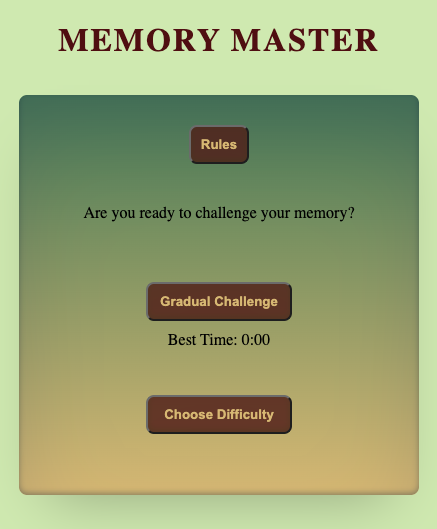 MEMORY MASTER
Rules
Are you ready to challenge your memory?
Gradual Challenge
Best Time: 0:00
Choose Difficulty